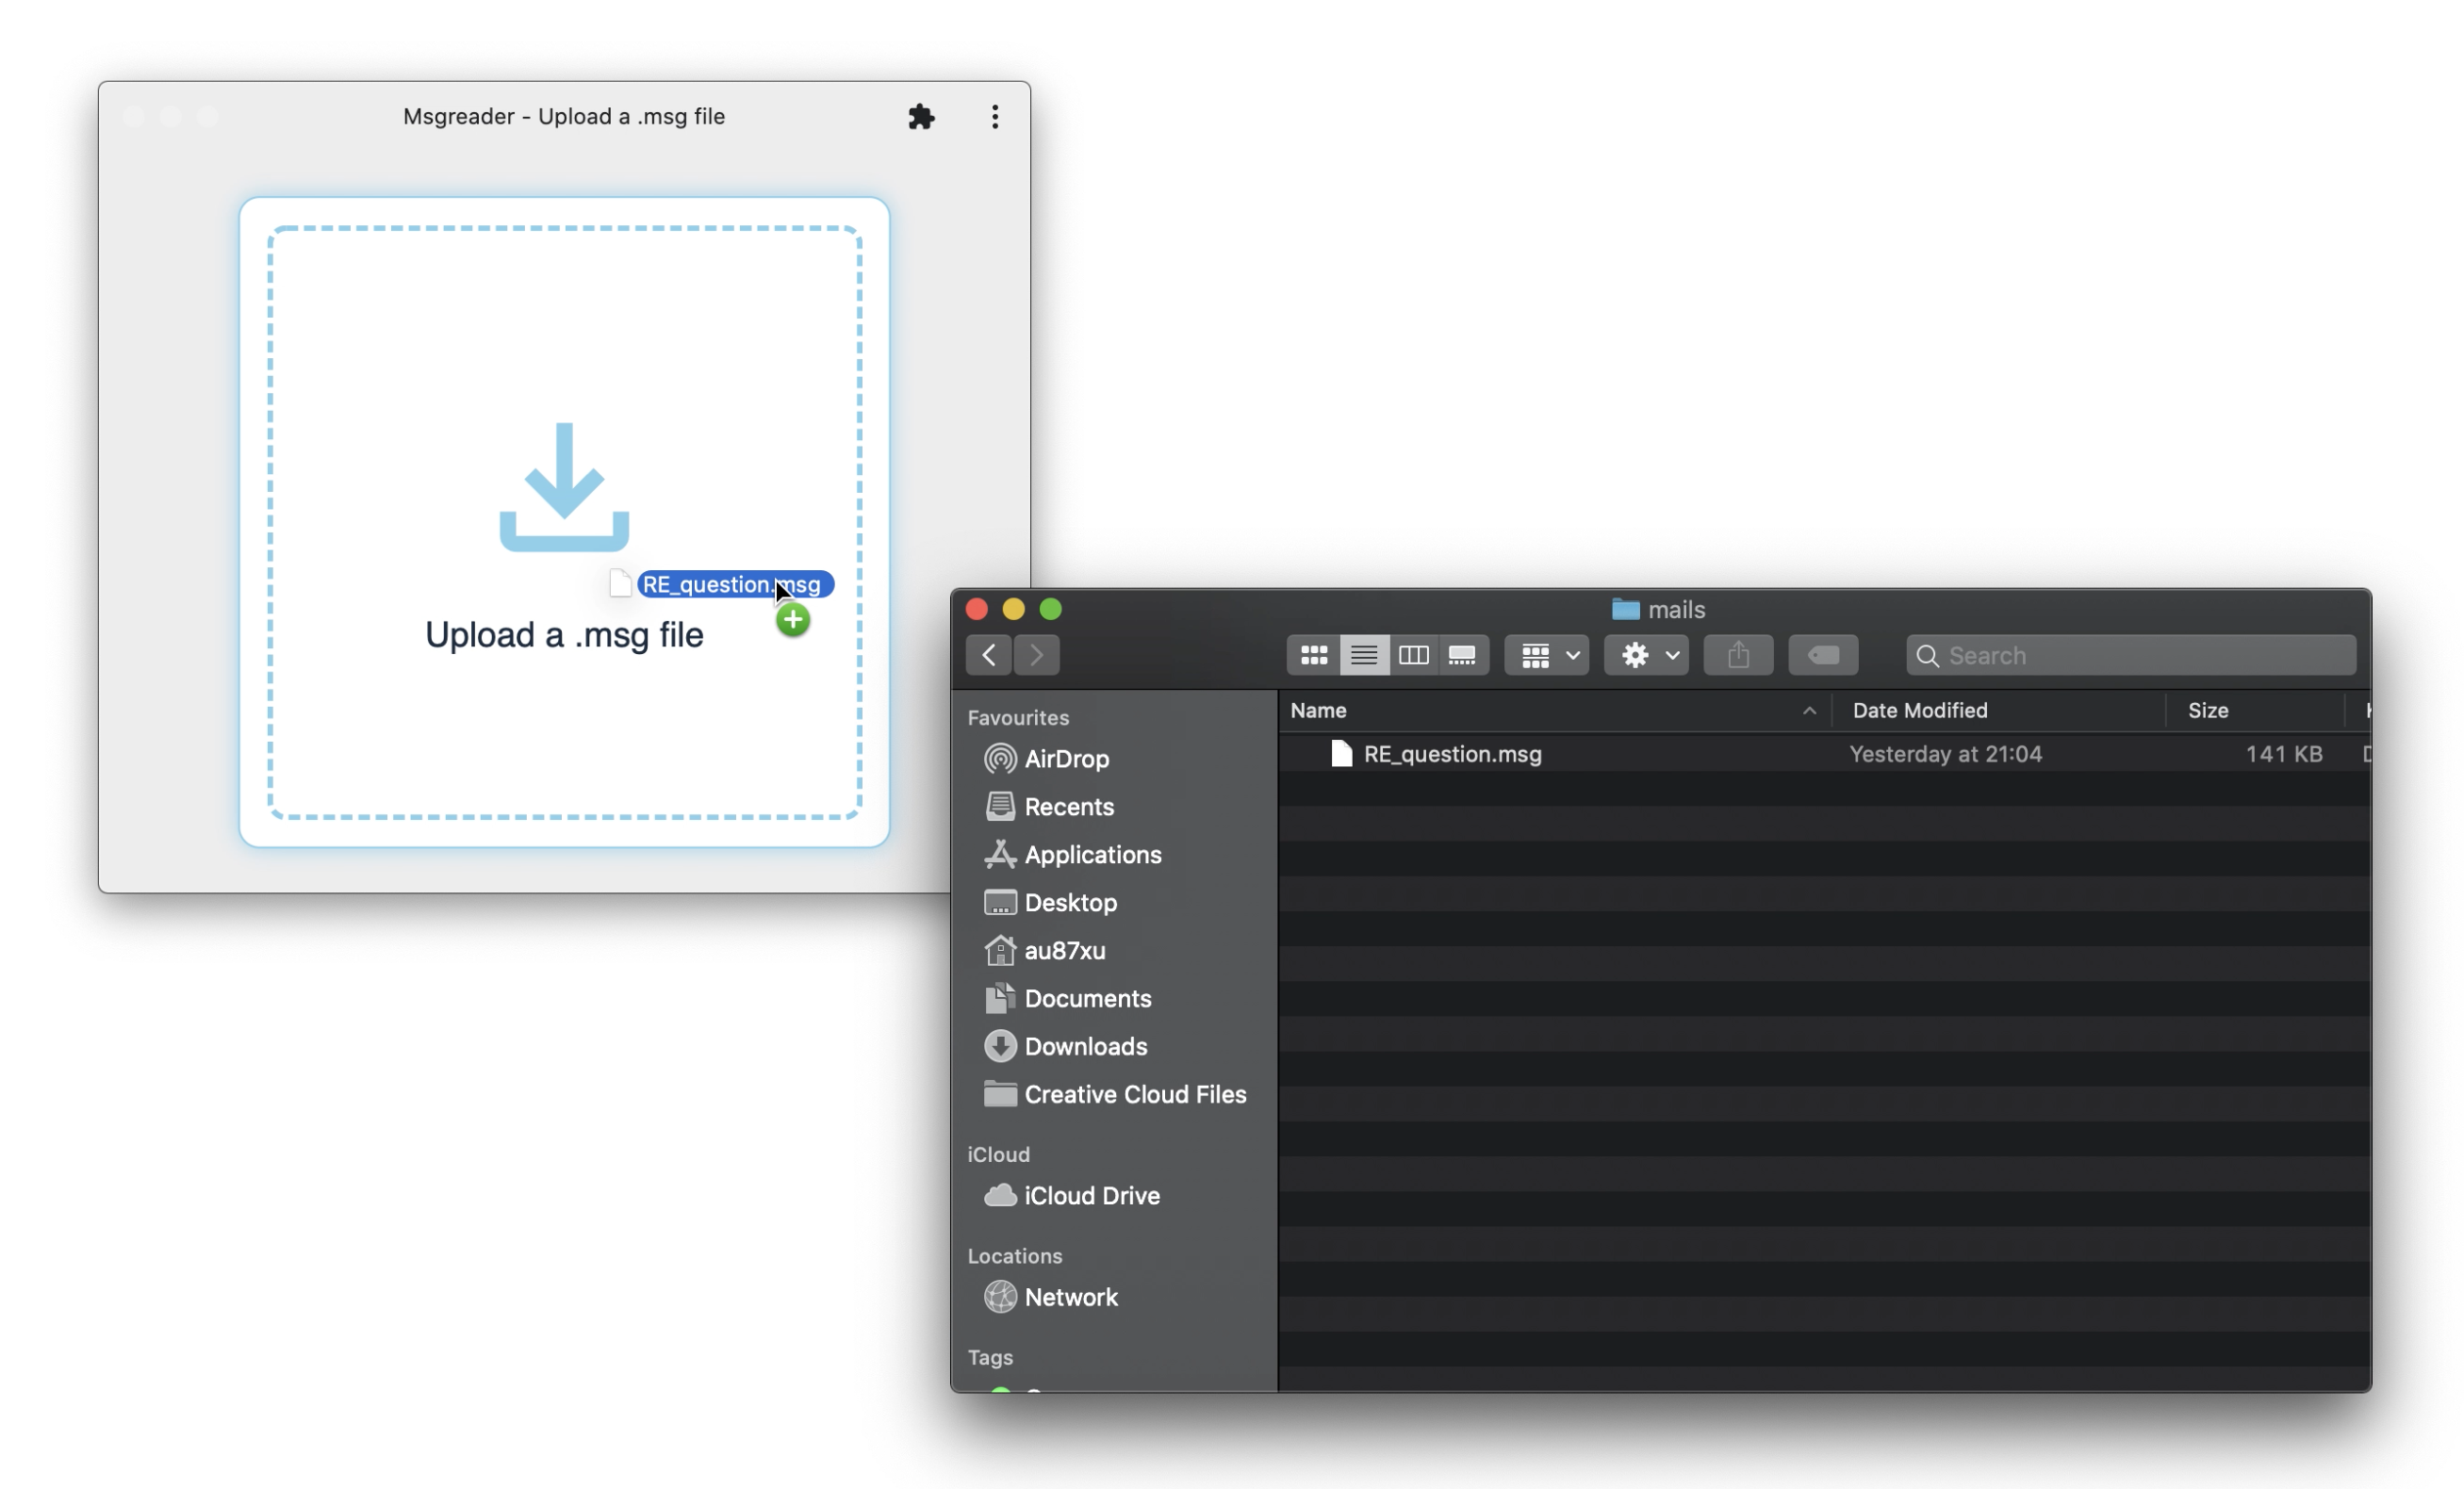 Msgreader - Upload a .msg file
RE_question.msg
Upload a .msg file
mails
Search
Favourites
AirDrop
Recents
Applications
Desktop
au87xu
Documents
Downloads
Creative Cloud Files
iCloud
iCloud Drive
Locations
Network
Tags
Name Date Modified Size
RE_question.msg Yesterday at 21:04 141 KB